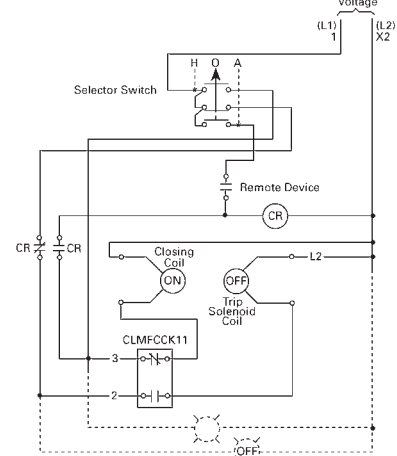 Voltage
(L1) (L2)
1 X2
H O A
Selector Switch
Remote Device
CR
CR CR
Closing
Coil
L2
ON OFF
Trip
Solenoid
Coil
CLMFCCK11
3
2
OFF